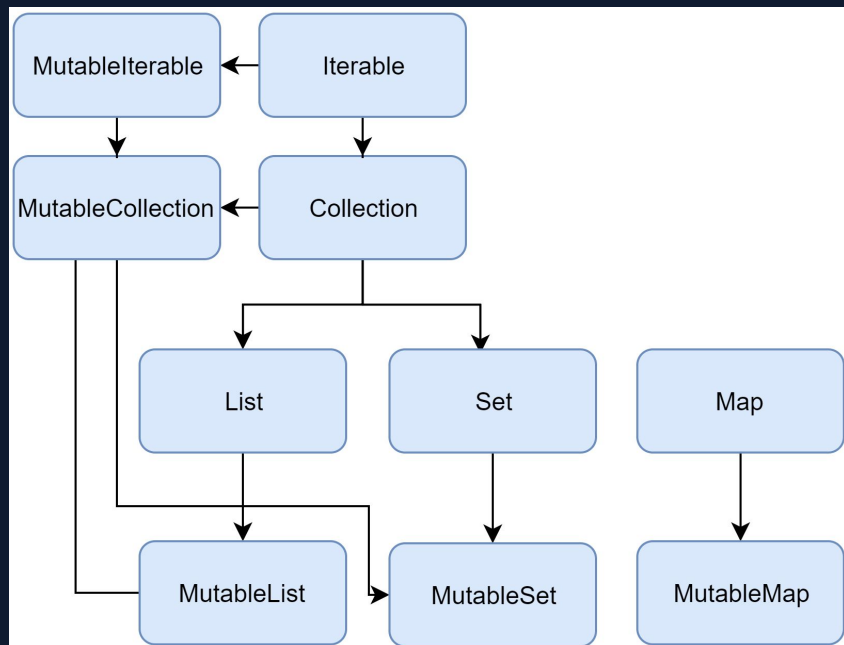 MutableIterable
Iterable
MutableCollection
Collection
List
Set
Map
MutableList
MutableSet
MutableMap